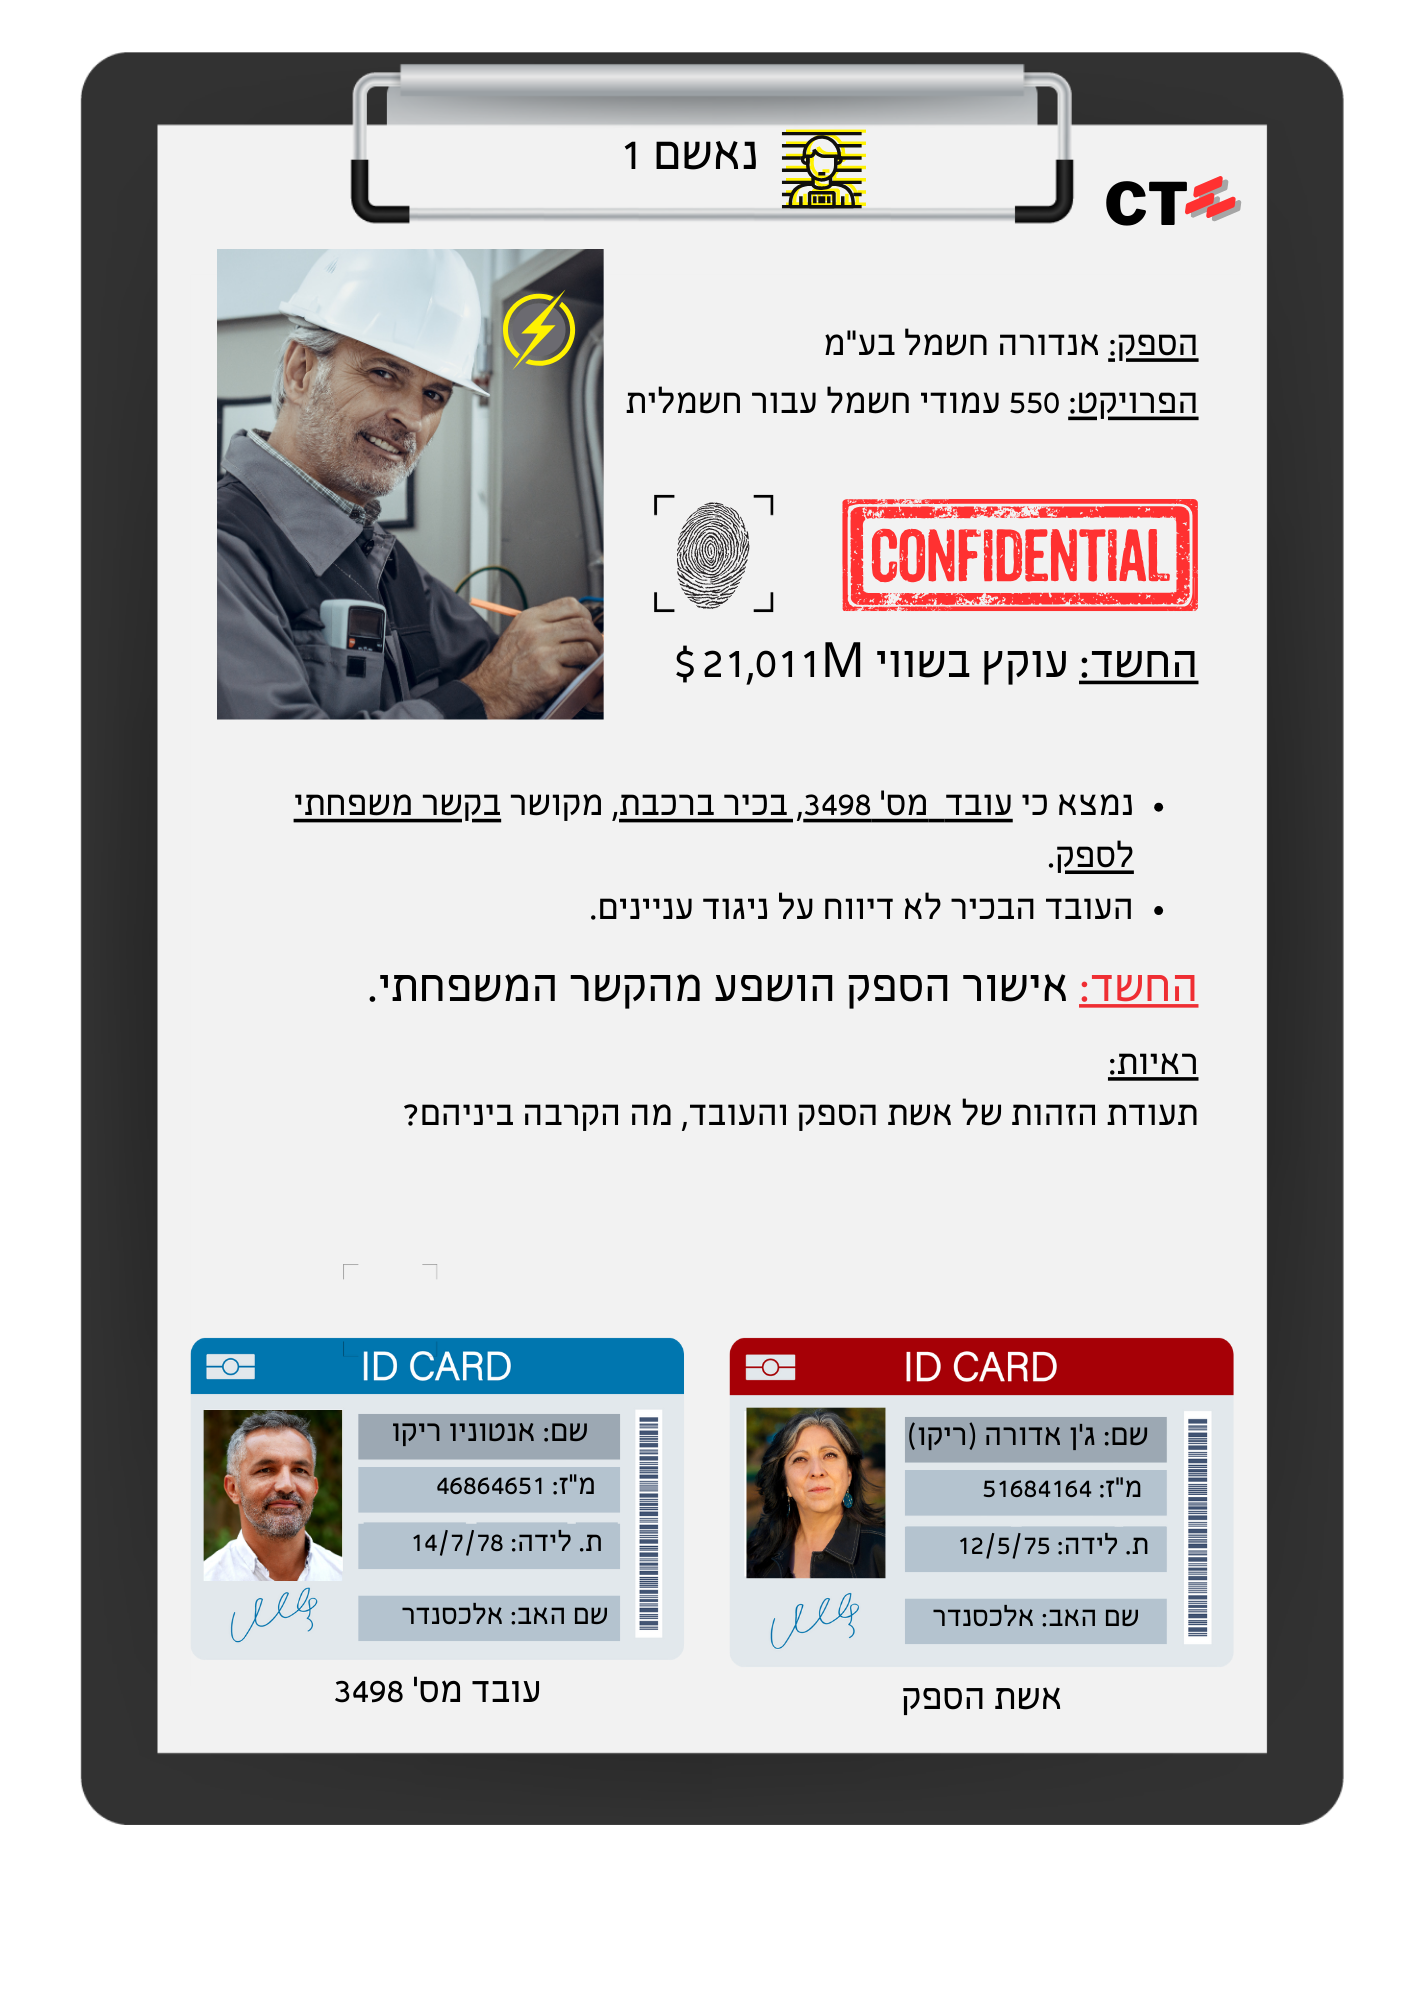 נאשם 1
CT
הספק: אנדורה חשמל בע"מ
הפרויקט: 550 עמודי חשמל עבור חשמלית
CONFIDENTIAL
החשד: עוקץ בשווי 21,011M $
• נמצא כי עובד מס' 3498, בכיר ברכבת, מקושר בקשר משפחתי
לספק.
• העובד הבכיר לא דיווח על ניגוד עניינים.
החשד: אישור הספק הושפע מהקשר המשפחתי.
ראיות:
תעודת הזהות של אשת הספק והעובד, מה הקרבה ביניהם?
ID CARD
שם: ג'ן אדורה (ריקו)
מ"ז: 51684164
ת. לידה: 12/5/75
שם האב: אלכסנדר
אשת הספק
ID CARD
שם: אנטוניו ריקו
מ"ז: 46864651
ת. לידה: 14/7/78
שם האב: אלכסנדר
עובד מס' 3498